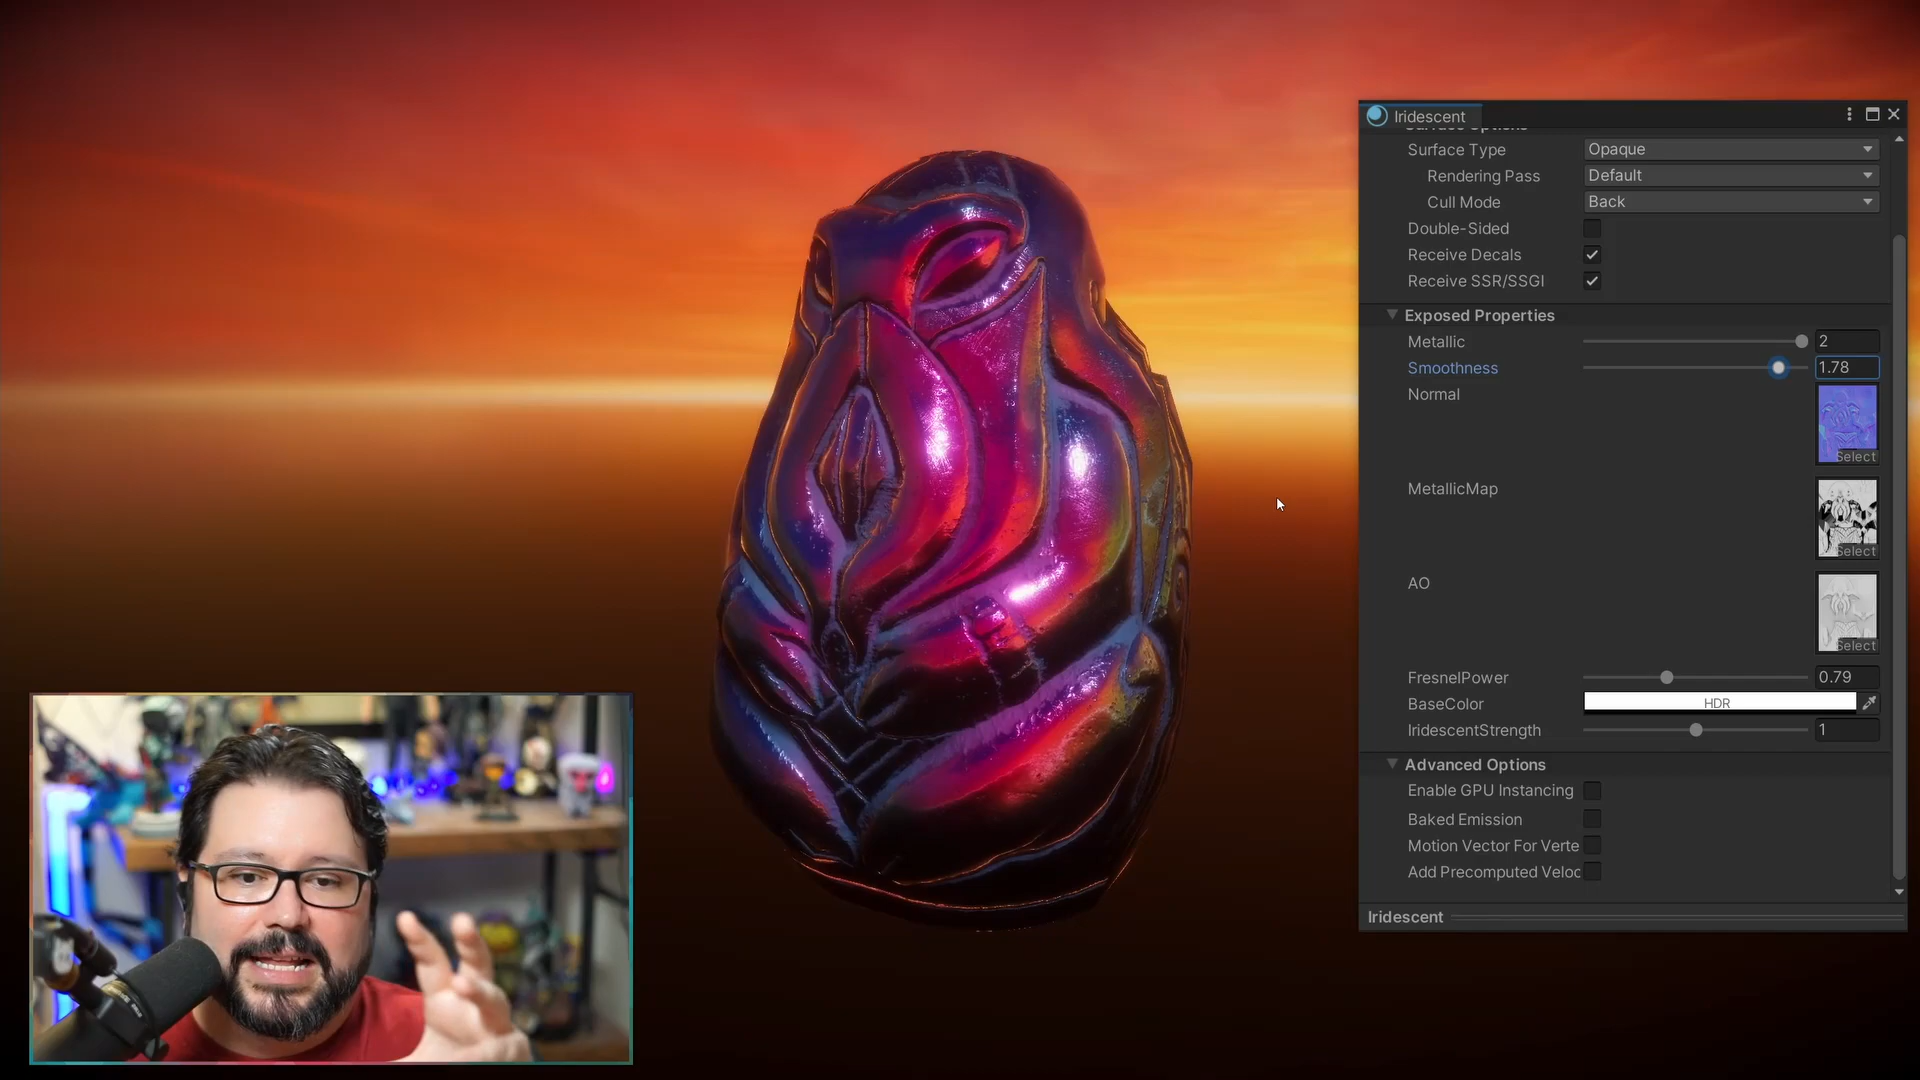 Iridescent
Surface Options
Surface Type Opaque
Rendering Pass Default
Cull Mode Back
Double-Sided
Receive Decals
Receive SSR/SSGI
Exposed Properties
Metallic 2
Smoothness 1.78
Normal
Select
MetallicMap
Select
AO
Select
FresnelPower 0.79
BaseColor HDR
IridescentStrength 1
Advanced Options
Enable GPU Instancing
Baked Emission
Motion Vector For Verte
Add Precomputed Veloc
Iridescent